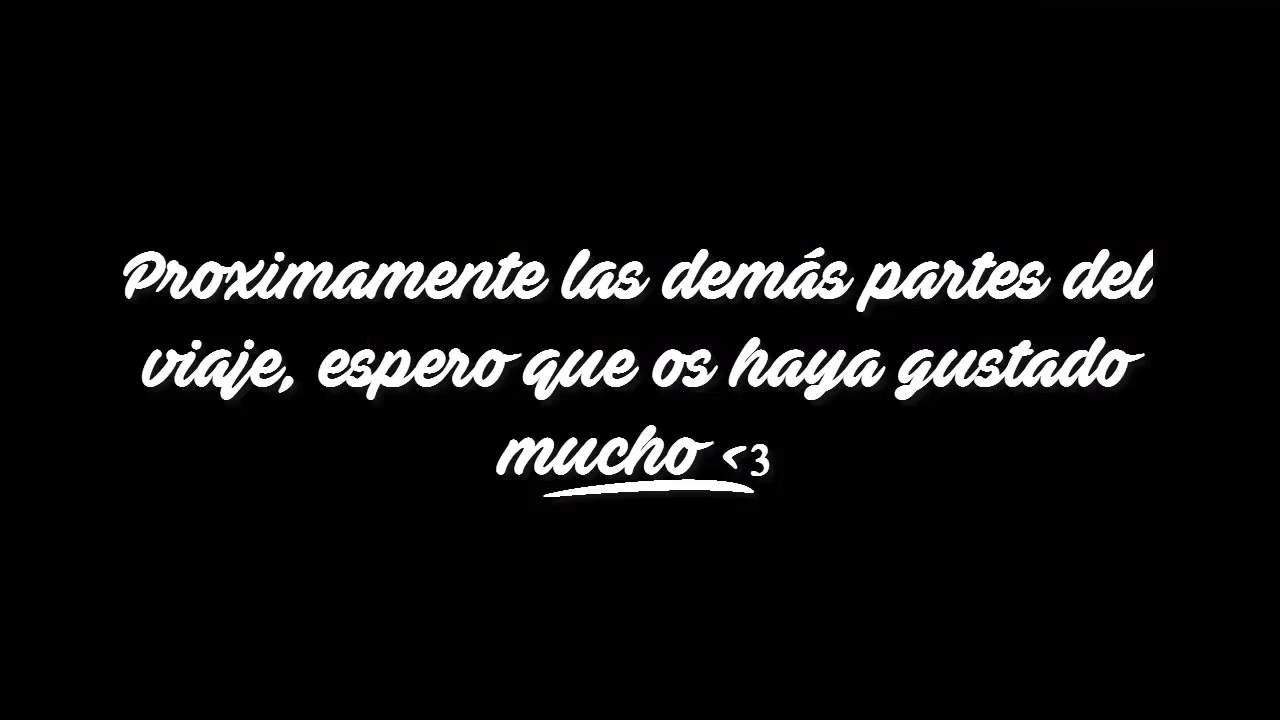 Proximamente las demás partes del
viaje, espero que os haya gustado
mucho <3